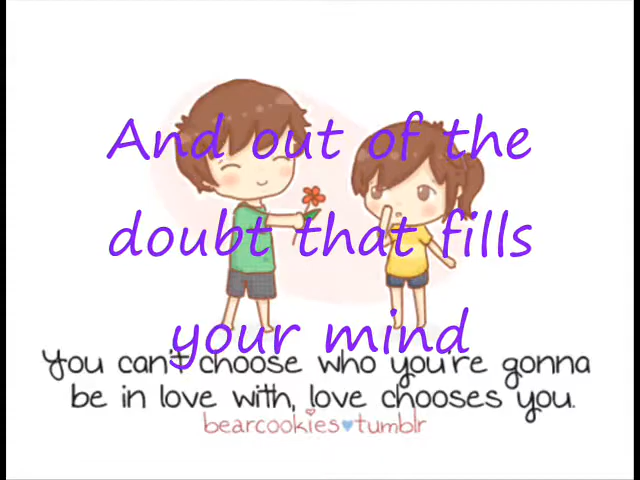 And out of the
doubt that fills
your mind
You can't choose who you're gonna
be in love with, love chooses you.
bearcookies♥tumblr